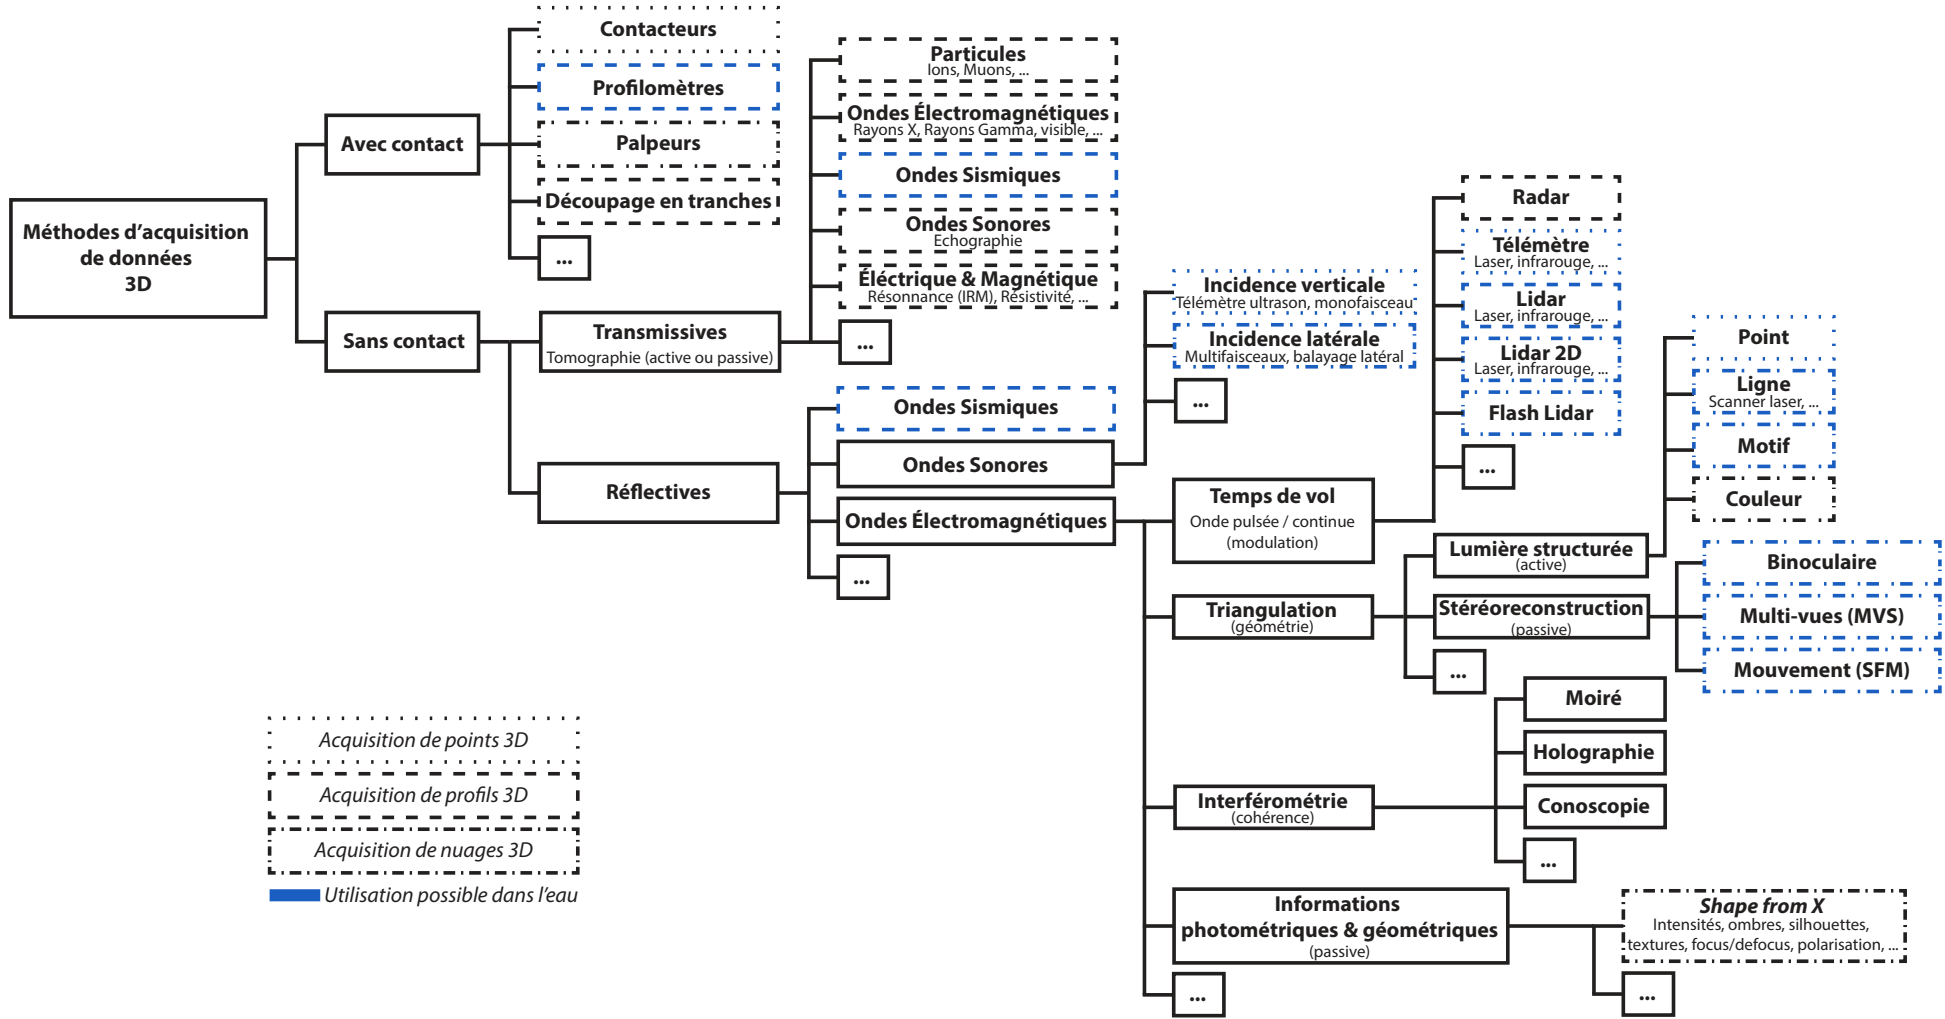 Méthodes d'acquisition
de données
3D
Avec contact
Contacteurs
Profilomètres
Palpeurs
Découpage en tranches
...
Sans contact
Transmissives
Tomographie (active ou passive)
Particules
Ions, Muons, ...
Ondes Électromagnétiques
Rayons X, Rayons Gamma, visible, ...
Ondes Sismiques
Ondes Sonores
Echographie
Éléctrique & Magnétique
Résonnance (IRM), Résistivité, ...
...
Réflectives
Ondes Sismiques
Ondes Sonores
Incidence verticale
Télémètre ultrason, monofaisceau
Incidence latérale
Multifaisceaux, balayage latéral
...
Ondes Électromagnétiques
...
Temps de vol
Onde pulsée / continue
(modulation)
Radar
Télémètre
Laser, infrarouge, ...
Lidar
Laser, infrarouge, ...
Lidar 2D
Laser, infrarouge, ...
Flash Lidar
...
Triangulation
(géométrie)
Lumière structurée
(active)
Point
Ligne
Scanner laser, ...
Motif
Couleur
Stéréoreconstruction
(passive)
Binoculaire
Multi-vues (MVS)
Mouvement (SFM)
...
Interférométrie
(cohérence)
Moiré
Holographie
Conoscopie
...
Informations
photométriques & géométriques
(passive)
Shape from X
Intensités, ombres, silhouettes,
textures, focus/defocus, polarisation, ...
...
...
Acquisition de points 3D
Acquisition de profils 3D
Acquisition de nuages 3D
Utilisation possible dans l'eau